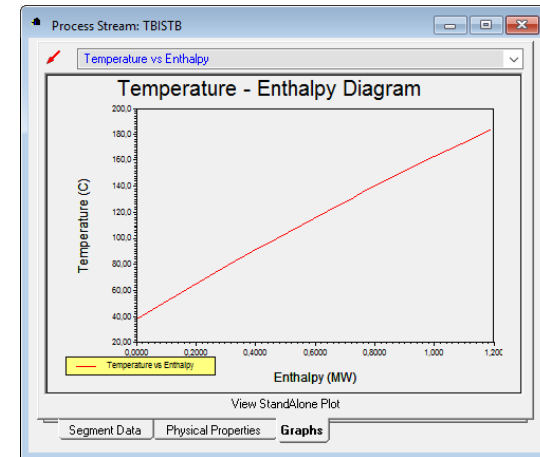 Process Stream: TBISTB
Temperature vs Enthalpy
Temperature - Enthalpy Diagram
200,0
180,0
160,0
140,0
120,0
100,0
80,00
60,00
40,00
20,00
Temperature (C)
0,0000 0,2000 0,4000 0,6000 0,8000 1,000 1,200
Temperature vs Enthalpy
Enthalpy (MW)
View StandAlone Plot
Segment Data Physical Properties Graphs